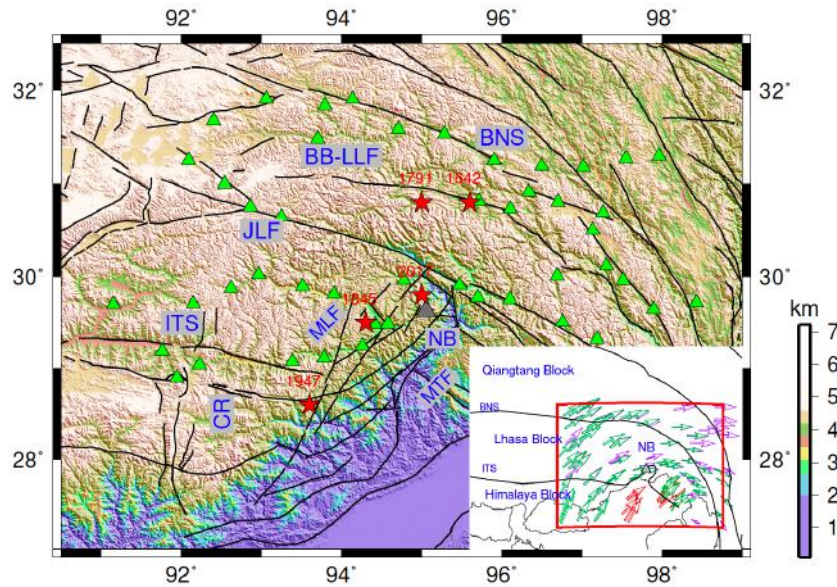 92 94 96 98
32° 32°
BNS
BB-LLF
1791 1642
JLF
30° 30°
1845
MLF
ITS
NB
km
7
6
5
4
3
2
1
1947
MTF
CR
Qiangtang Block
BNS
Lhasa Block
NB
ITS
Himalaya Block
28° 28°
92 94 96 98